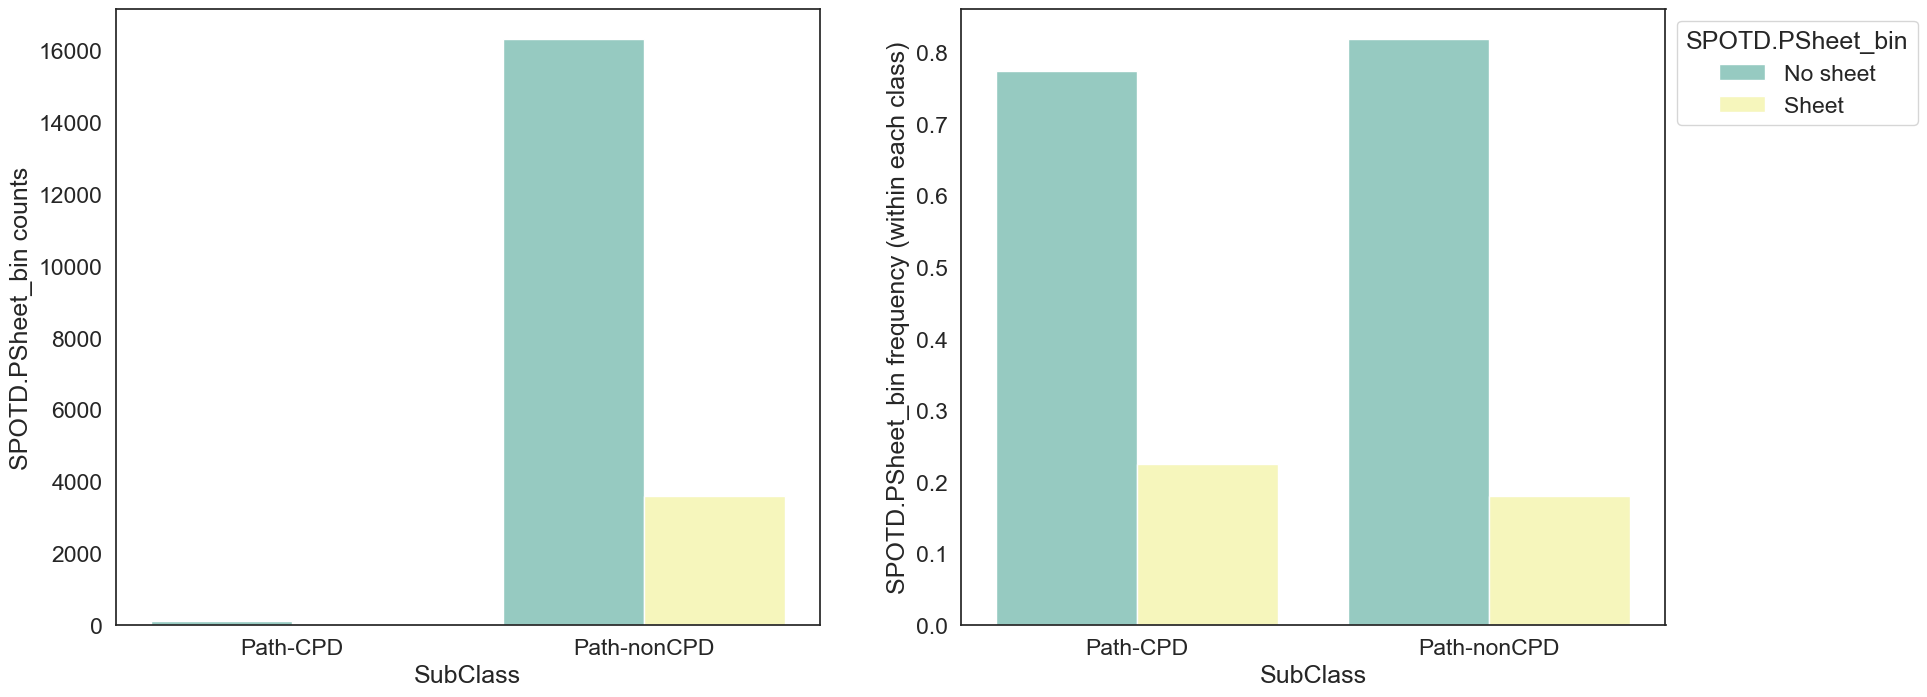 SPOTD.PSheet_bin counts
16000
14000
12000
10000
8000
6000
4000
2000
0
Path-CPD
Path-nonCPD
SubClass
SPOTD.PSheet_bin frequency (within each class)
0.8
0.7
0.6
0.5
0.4
0.3
0.2
0.1
0.0
Path-CPD
Path-nonCPD
SubClass
SPOTD.PSheet_bin
No sheet
Sheet